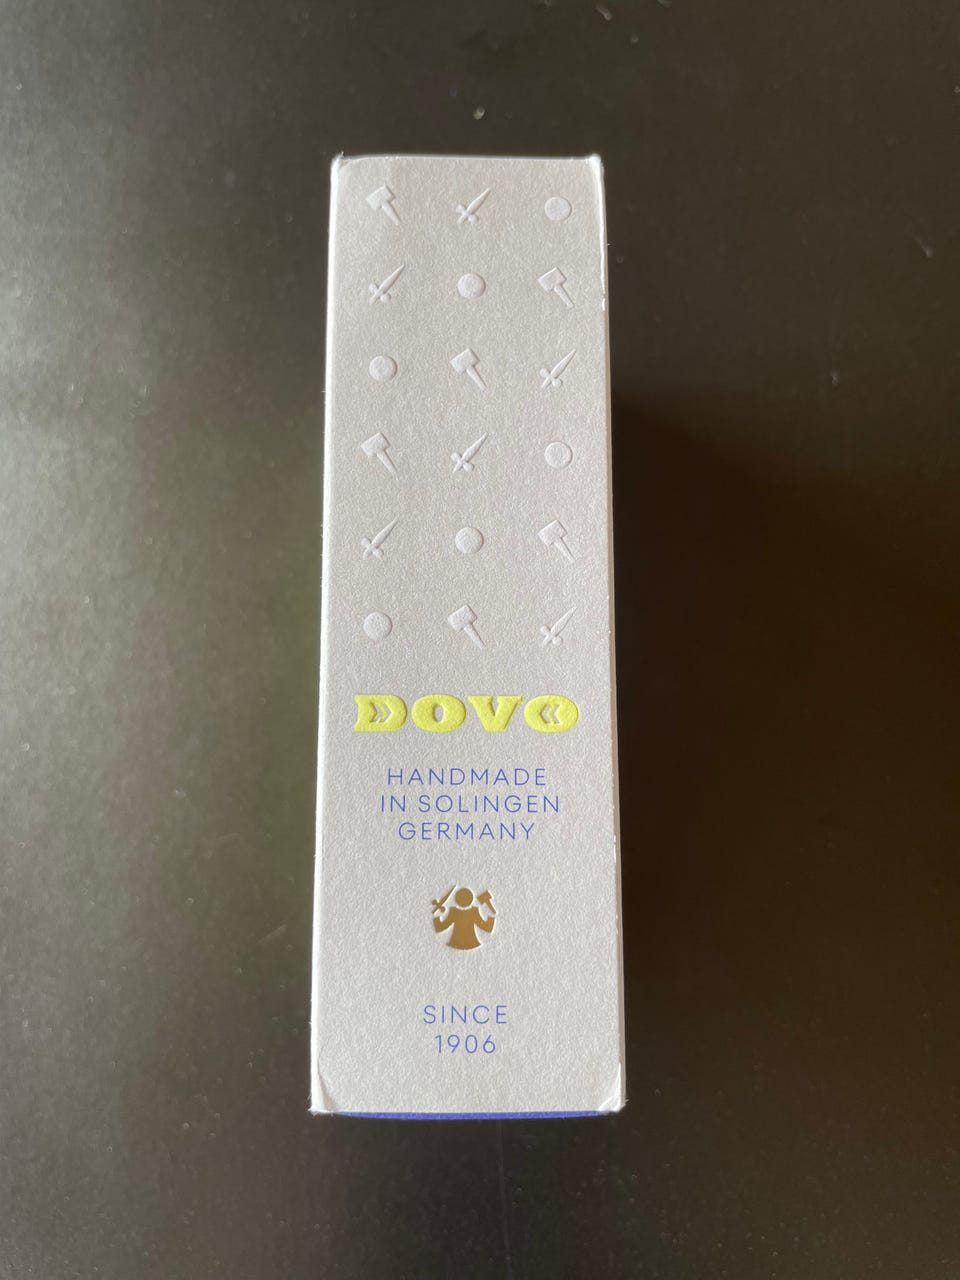 DOVO
HANDMADE
IN SOLINGEN
GERMANY
SINCE
1906